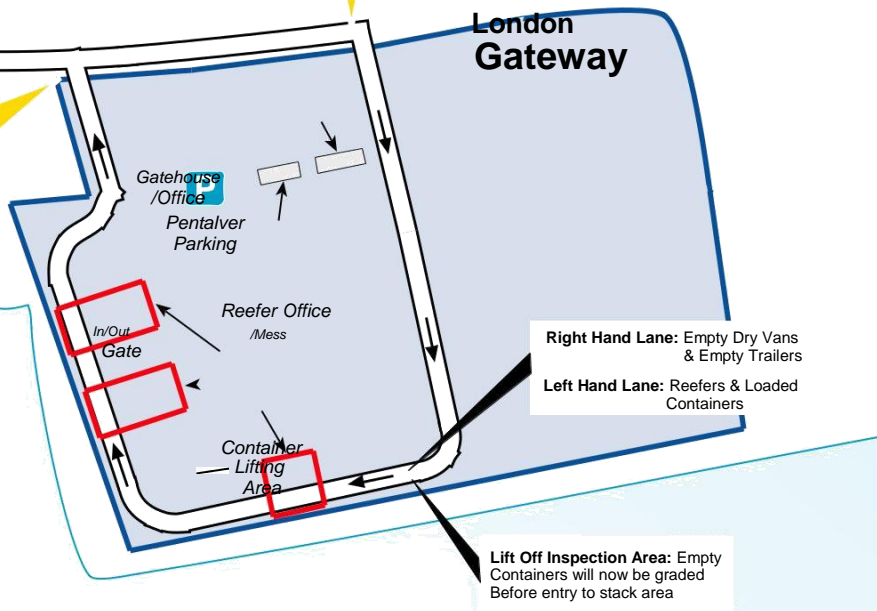 London
Gateway
Gatehouse
/Office
P
Pentalver
Parking
Reefer Office
/Mess
In/Out
Gate
Right Hand Lane: Empty Dry Vans
& Empty Trailers
Left Hand Lane: Reefers & Loaded
Containers
Container
Lifting
Area
Lift Off Inspection Area: Empty
Containers will now be graded
Before entry to stack area